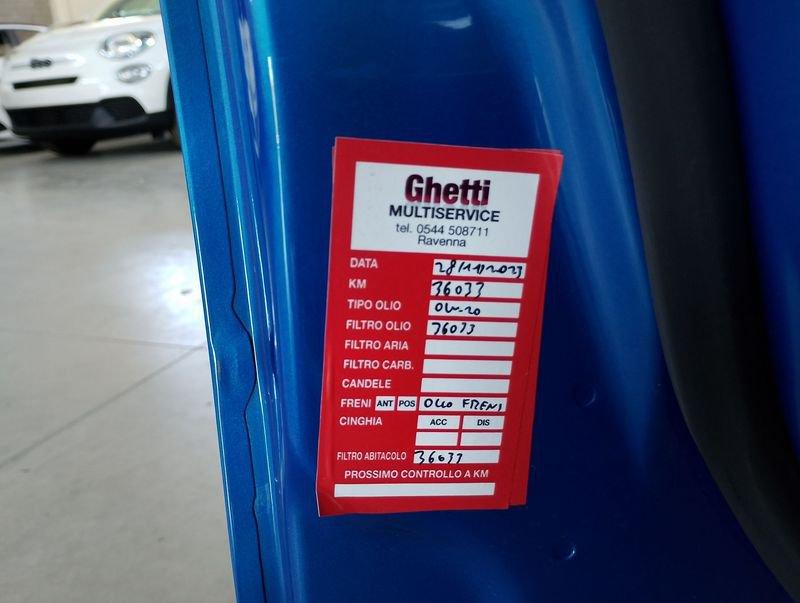 Ghetti
MULTISERVICE
tel. 0544 508711
Ravenna
DATA 28/10/2023
KM 36033
TIPO OLIO 0W-20
FILTRO OLIO 36033
FILTRO ARIA
FILTRO CARB.
CANDELE
FRENI ANT POS OLIO FRENI
CINGHIA ACC DIS
FILTRO ABITACOLO 36033
PROSSIMO CONTROLLO A KM